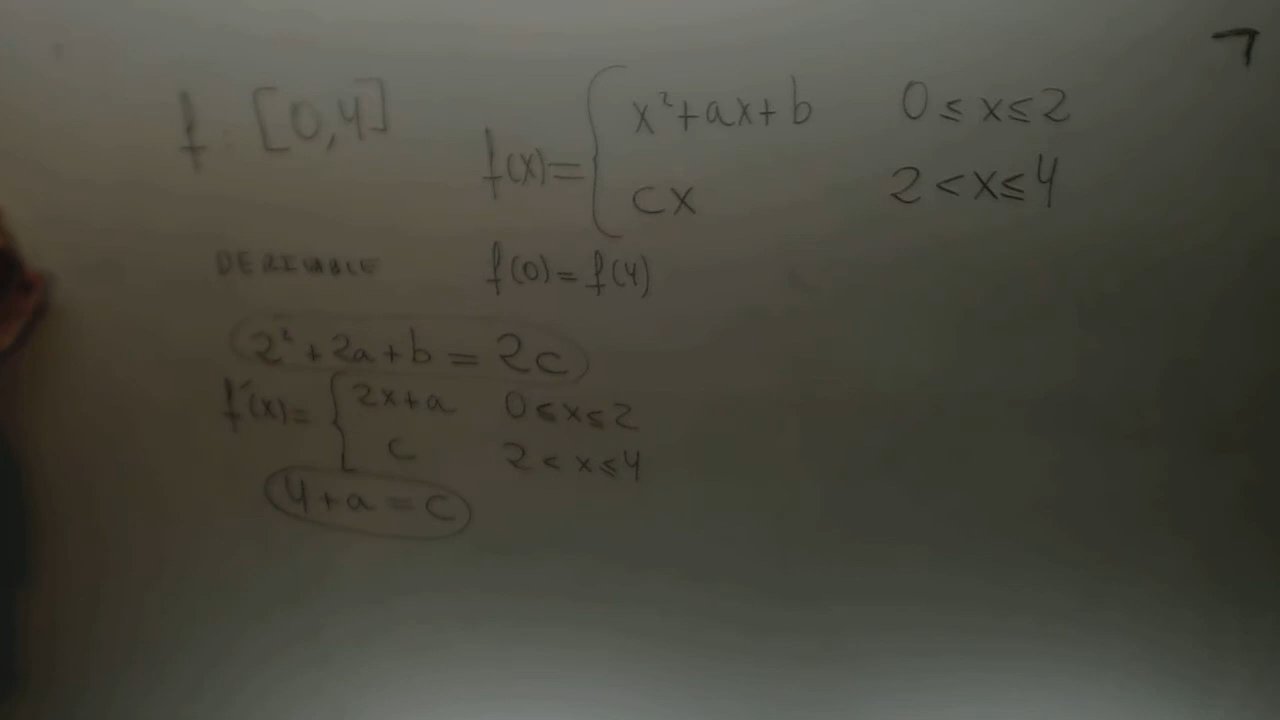 f: [0,4]
f(x)= { x²+ax+b 0≤x≤2
cx 2<x≤4
DERIVABLE f(0)=f(4)
2²+2a+b=2c
f'(x)= { 2x+a 0≤x≤2
c 2<x≤4
4+a=c